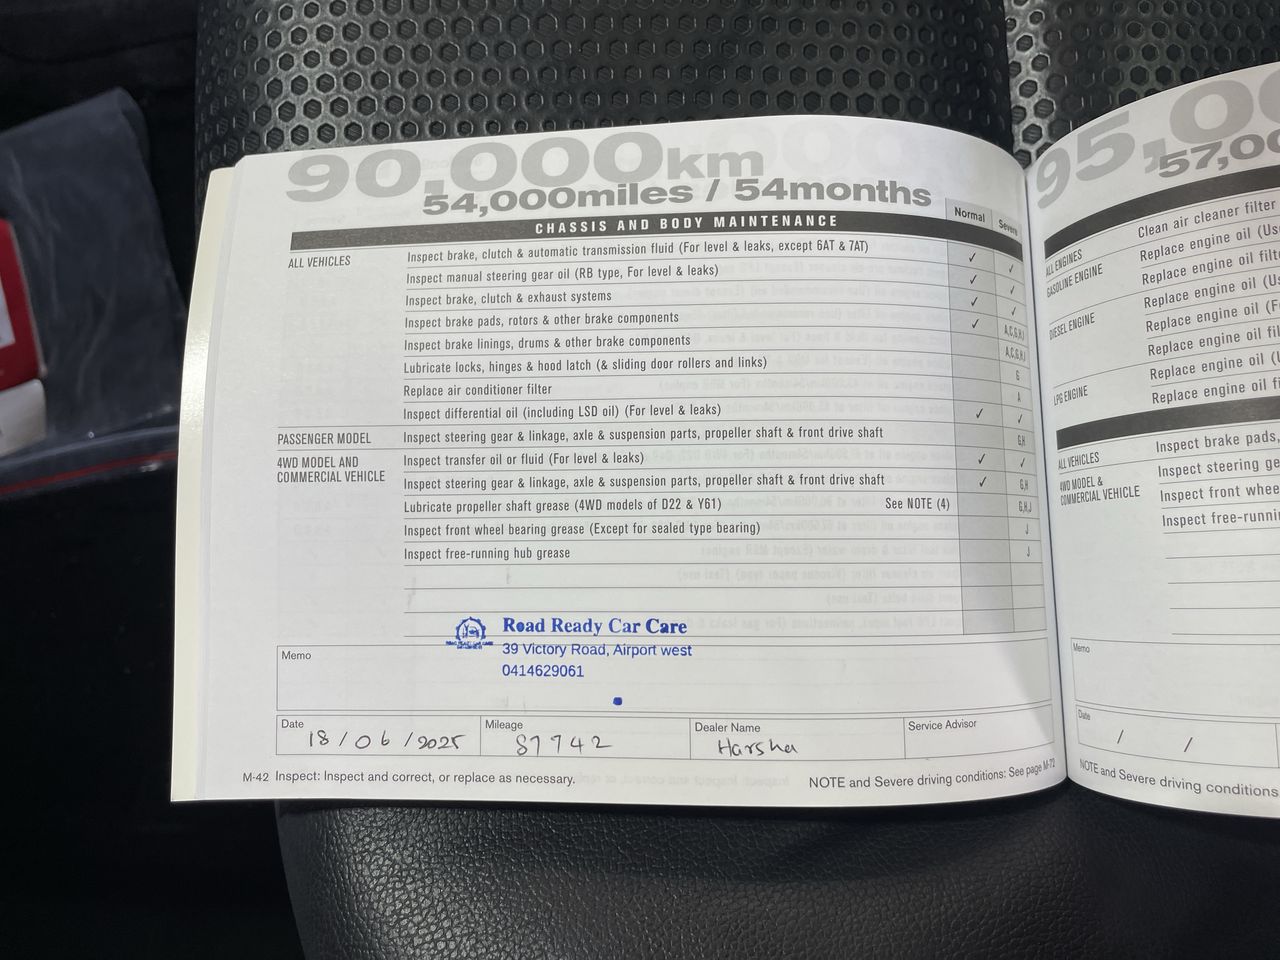 90,000km
54,000miles / 54months
Normal Severe
CHASSIS AND BODY MAINTENANCE
ALL VEHICLES
Inspect brake, clutch & automatic transmission fluid (For level & leaks, except 6AT & 7AT) ✓ ✓
Inspect manual steering gear oil (RB type, For level & leaks) ✓ ✓
Inspect brake, clutch & exhaust systems ✓ ✓
Inspect brake pads, rotors & other brake components ✓ A,C,G,H,J
Inspect brake linings, drums & other brake components A,C,G,H,J
Lubricate locks, hinges & hood latch (& sliding door rollers and links) G
Replace air conditioner filter A
Inspect differential oil (including LSD oil) (For level & leaks) ✓ ✓
PASSENGER MODEL Inspect steering gear & linkage, axle & suspension parts, propeller shaft & front drive shaft G,H
4WD MODEL AND Inspect transfer oil or fluid (For level & leaks) ✓ ✓
COMMERCIAL VEHICLE Inspect steering gear & linkage, axle & suspension parts, propeller shaft & front drive shaft ✓ G,H
Lubricate propeller shaft grease (4WD models of D22 & Y61) See NOTE (4) G,H,J
Inspect front wheel bearing grease (Except for sealed type bearing) J
Inspect free-running hub grease J
Road Ready Car Care
39 Victory Road, Airport west
0414629061
Memo
Date Mileage Dealer Name Service Advisor
18/06/2025 87742 Harsha
M-42 Inspect: Inspect and correct, or replace as necessary.
NOTE and Severe driving conditions: See page M-72
95,0
57,00
ALL ENGINES Clean air cleaner filter
GASOLINE ENGINE Replace engine oil
Replace engine oil
DIESEL ENGINE Replace engine oil
Replace engine oil
Replace engine oil
LPG ENGINE Replace engine oil
Replace engine oil
ALL VEHICLES Inspect brake pads,
4WD MODEL & Inspect steering
COMMERCIAL VEHICLE Inspect front
Inspect
Memo
Date
/ /
NOTE and Severe driving conditions